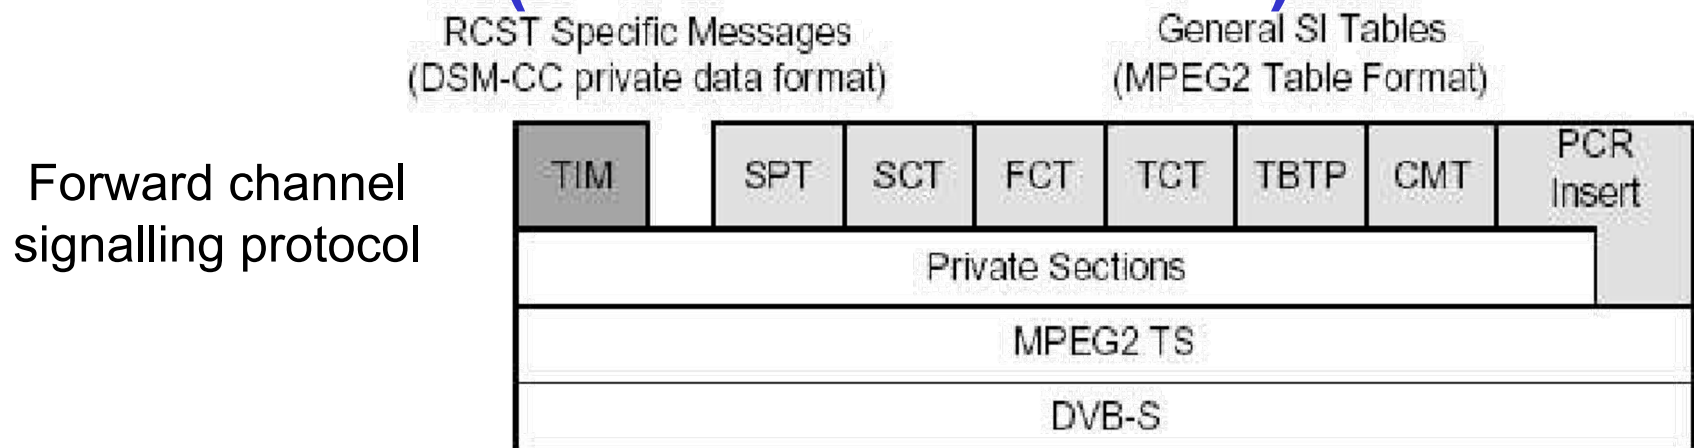 RCST Specific Messages
(DSM-CC private data format)
General SI Tables
(MPEG2 Table Format)
Forward channel
signalling protocol
TIM
SPT
SCT
FCT
TCT
TBTP
CMT
PCR
Insert
Private Sections
MPEG2 TS
DVB-S